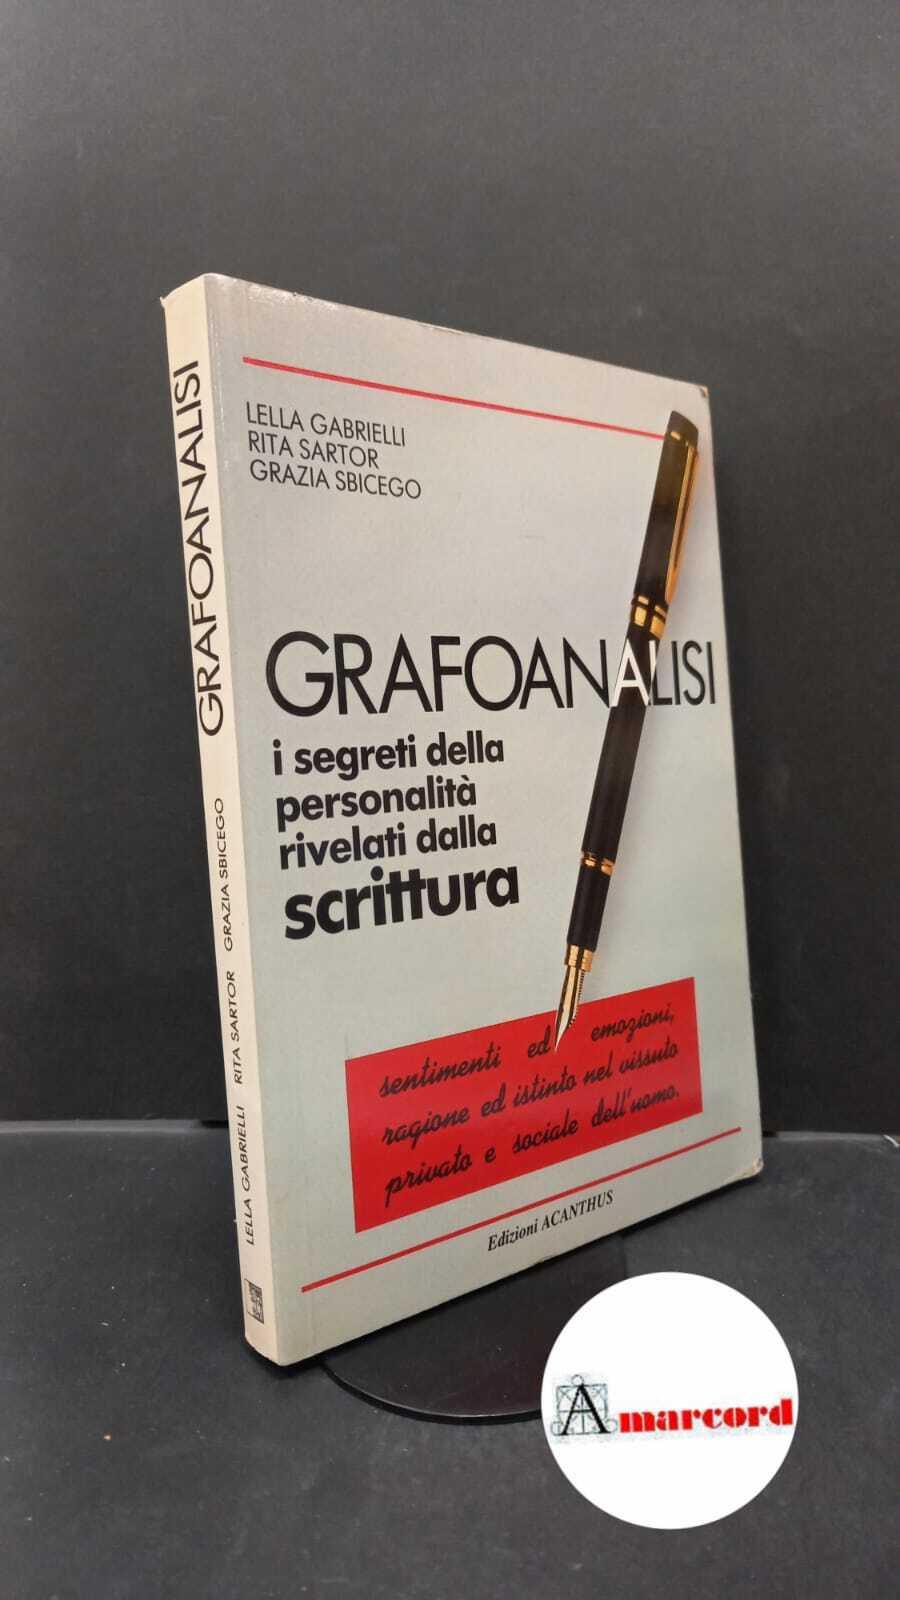 GRAFOANALISI
LELLA GABRIELLI RITA SARTOR GRAZIA SBICEGO
LELLA GABRIELLI
RITA SARTOR
GRAZIA SBICEGO
GRAFOANALISI
i segreti della
personalità
rivelati dalla
scrittura
sentimenti ed emozioni,
ragione ed istinto nel vissuto
privato e sociale dell'uomo.
Edizioni ACANTHUS
Amarcord